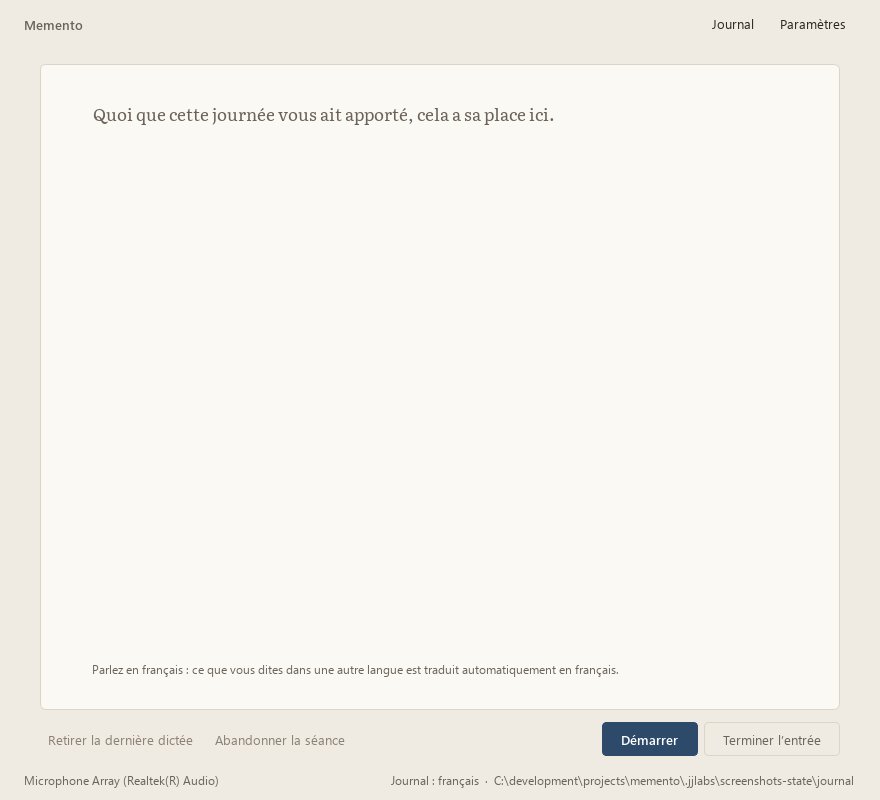 Memento
Journal
Paramètres
Quoi que cette journée vous ait apporté, cela a sa place ici.
Parlez en français : ce que vous dites dans une autre langue est traduit automatiquement en français.
Retirer la dernière dictée
Abandonner la séance
Démarrer
Terminer l'entrée
Microphone Array (Realtek(R) Audio)
Journal : français · C:\development\projects\memento\.jjlabs\screenshots-state\journal